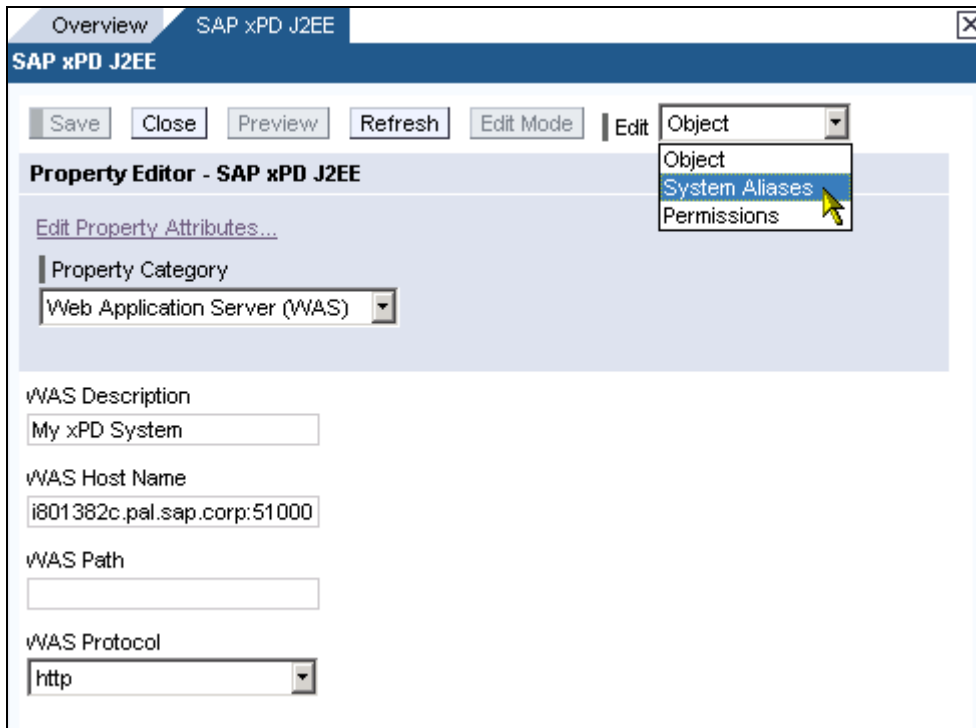 Overview SAP xPD J2EE
SAP xPD J2EE
Save Close Preview Refresh Edit Mode Edit Object
Object
System Aliases
Permissions
Property Editor - SAP xPD J2EE
Edit Property Attributes...
Property Category
Web Application Server (WAS)
WAS Description
My xPD System
WAS Host Name
i801382c.pal.sap.corp:51000
WAS Path
WAS Protocol
http